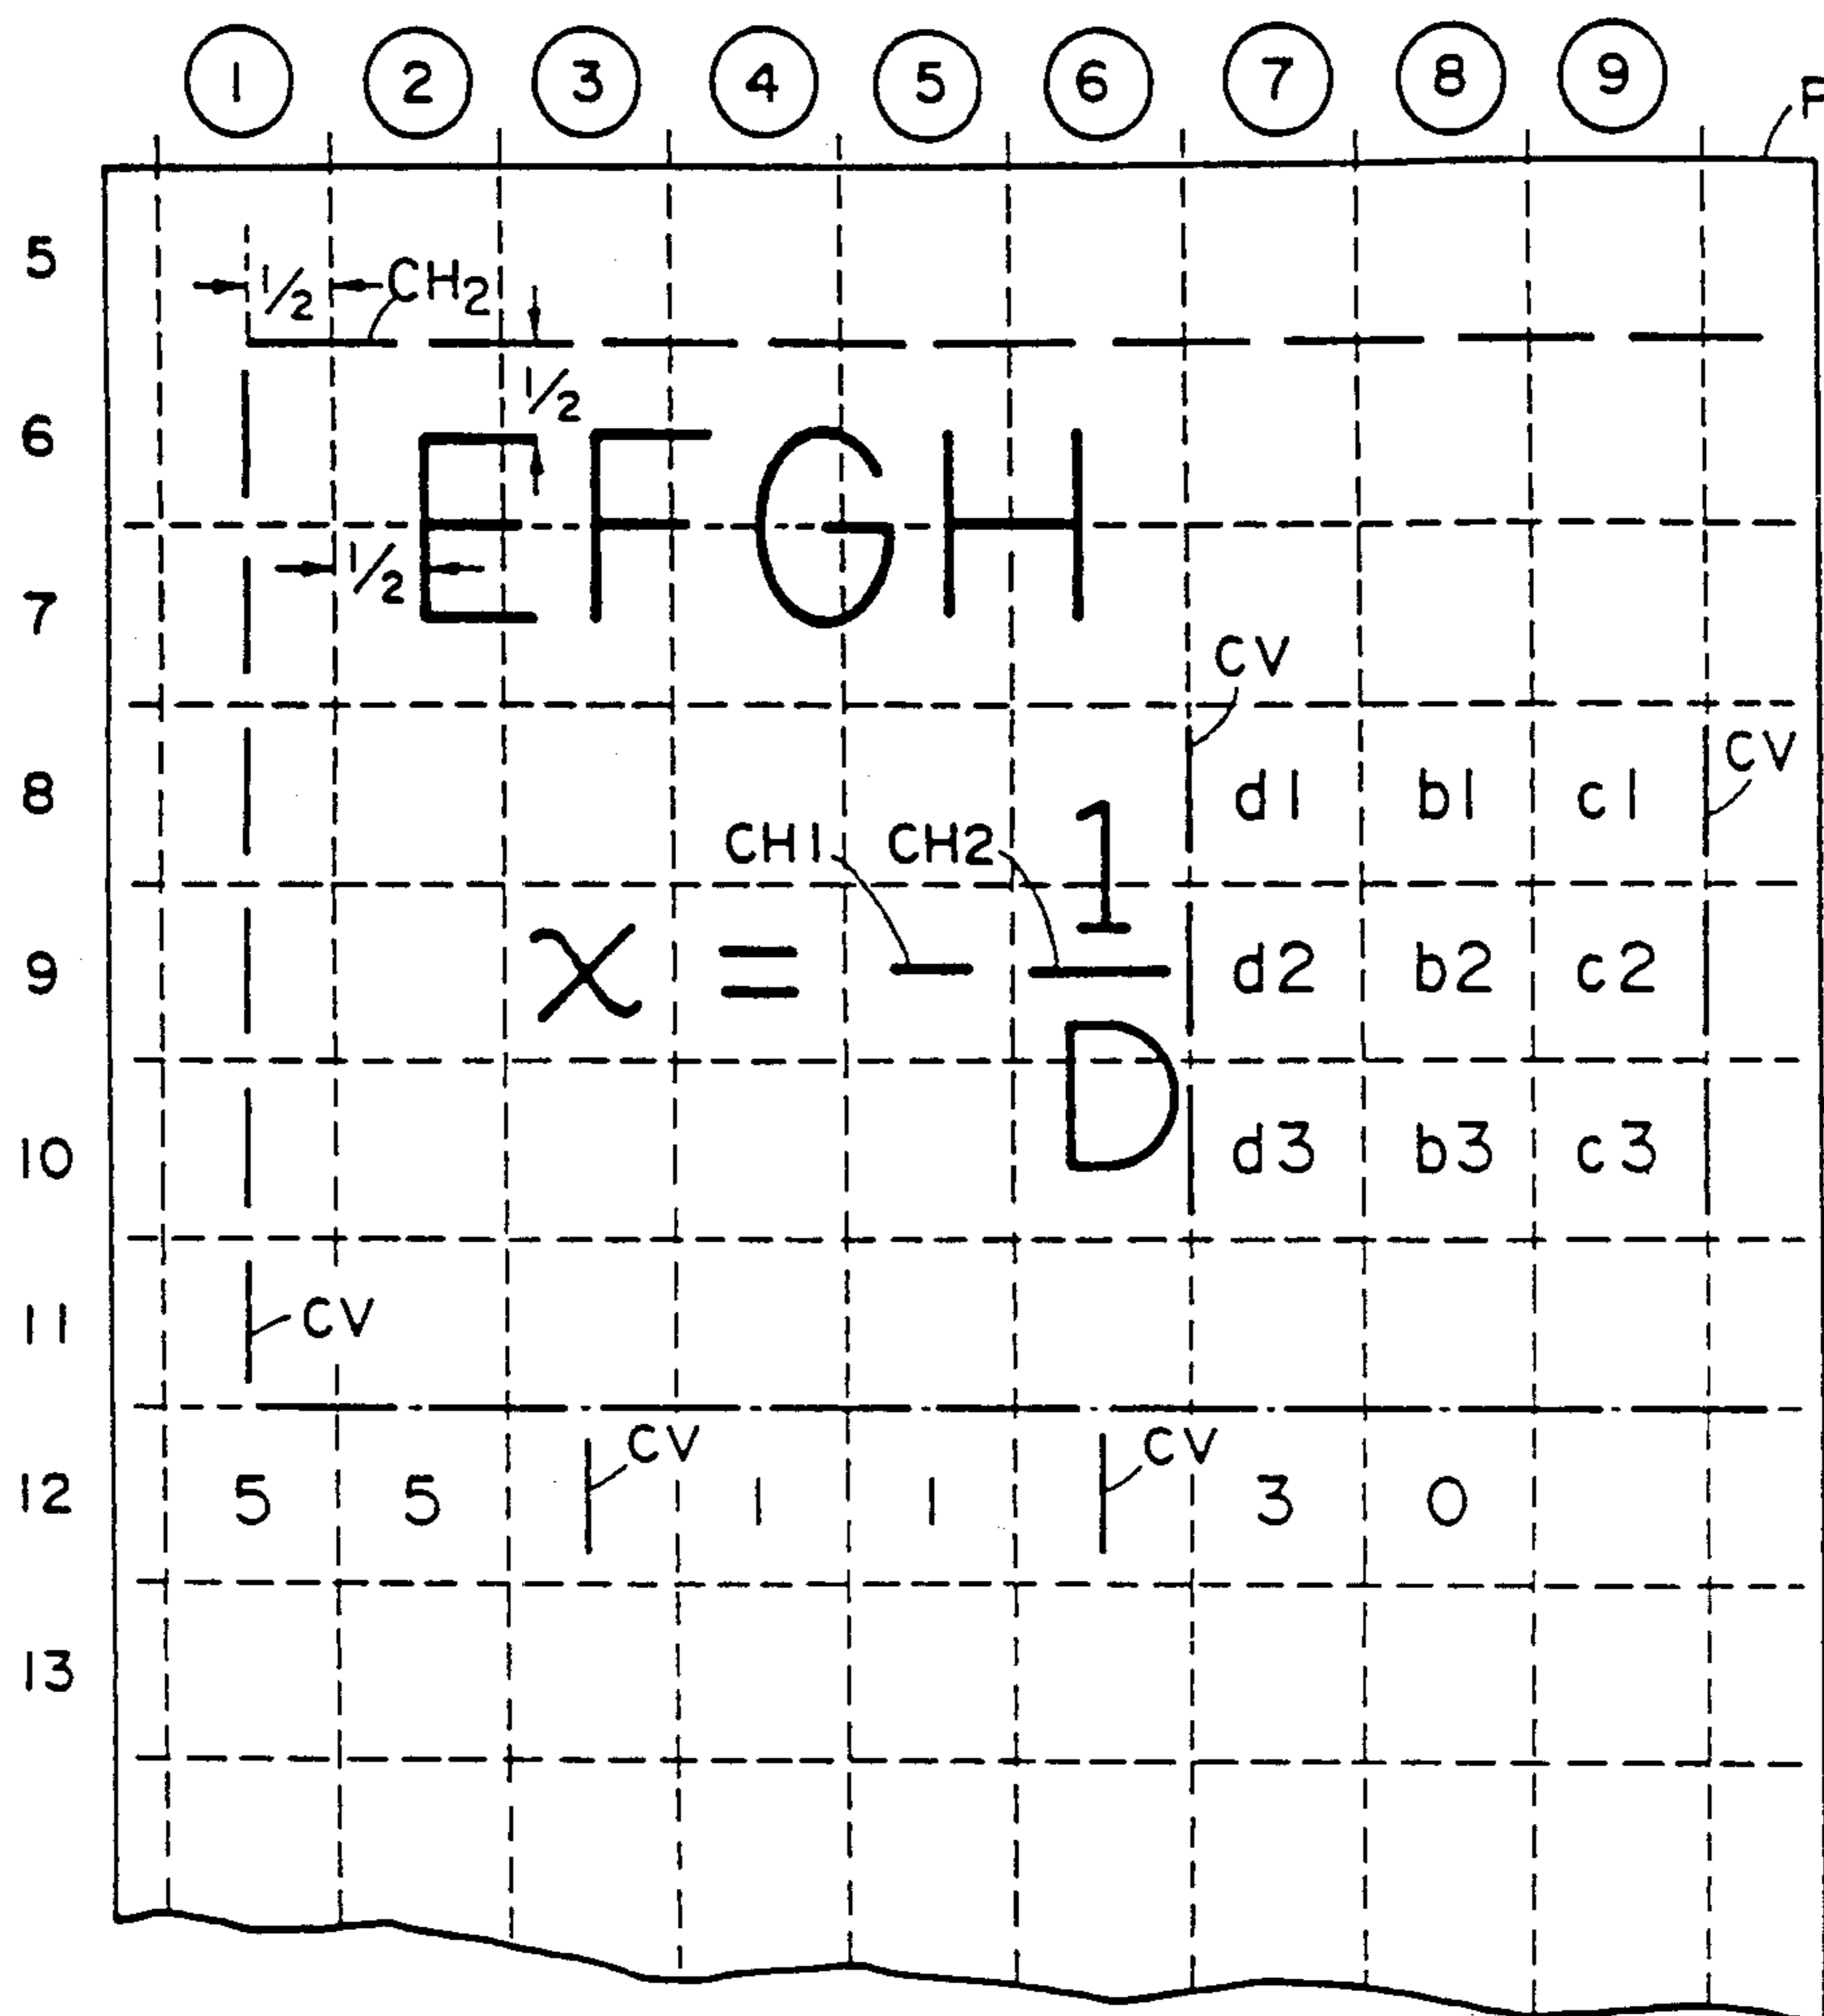 1 2 3 4 5 6 7 8 9
5
1/2 CH2
1/2
6
EFGH
1/2
7
CV
CV
8 d1 b1 c1
CH1 CH2 1
9 x = — — d2 b2 c2
D
10 d3 b3 c3
11 CV
CV CV
12 5 5 | 1 1 | 3 0
13